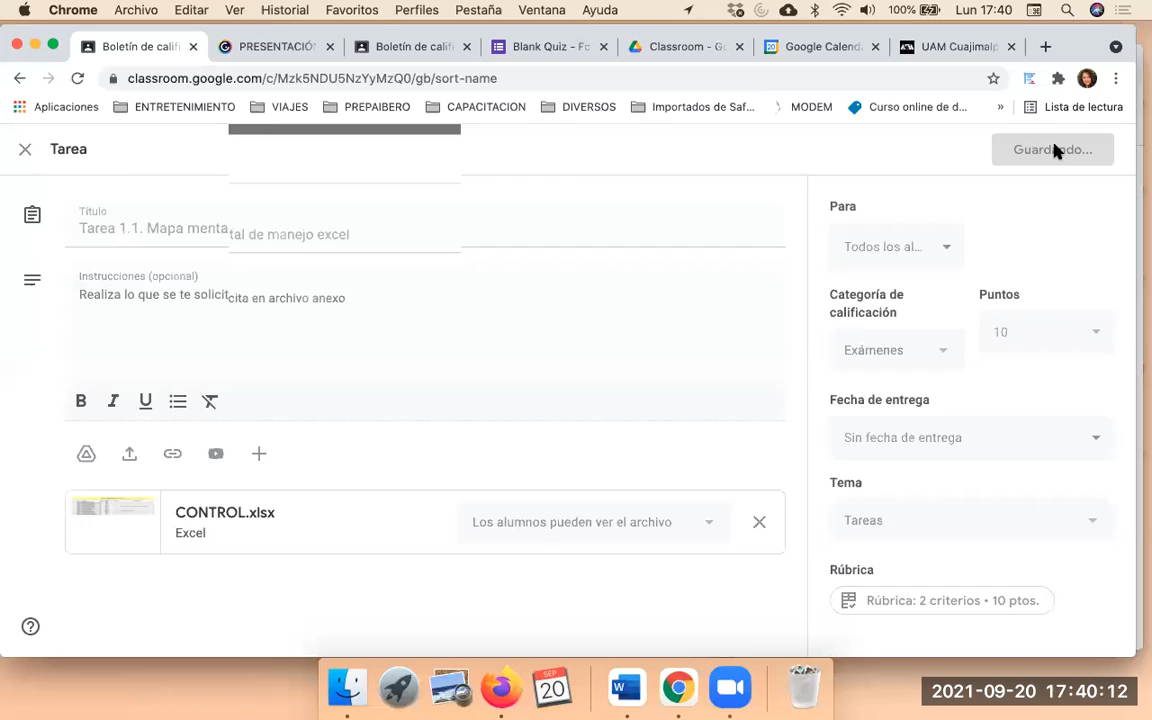 Chrome Archivo Editar Ver Historial Favoritos Perfiles Pestaña Ventana Ayuda 100% Lun 17:40
Boletín de calif PRESENTACIÓN Boletín de calif Blank Quiz - Fo Classroom - Go Google Calend UAM Cuajimalp
classroom.google.com/c/Mzk5NDU5NzYyMzQ0/gb/sort-name
Aplicaciones ENTRETENIMIENTO VIAJES PREPAIBERO CAPACITACION DIVERSOS Importados de Saf... MODEM Curso online de d... » Lista de lectura
Tarea
Guardando...
Título
Tarea 1.1. Mapa mental de manejo excel
Instrucciones (opcional)
Realiza lo que se te solicita en archivo anexo
B I U
CONTROL.xlsx
Excel
Los alumnos pueden ver el archivo
Para
Todos los al...
Categoría de calificación
Puntos
Exámenes
10
Fecha de entrega
Sin fecha de entrega
Tema
Tareas
Rúbrica
Rúbrica: 2 criterios • 10 ptos.
SEP
20
W
2021-09-20 17:40:12